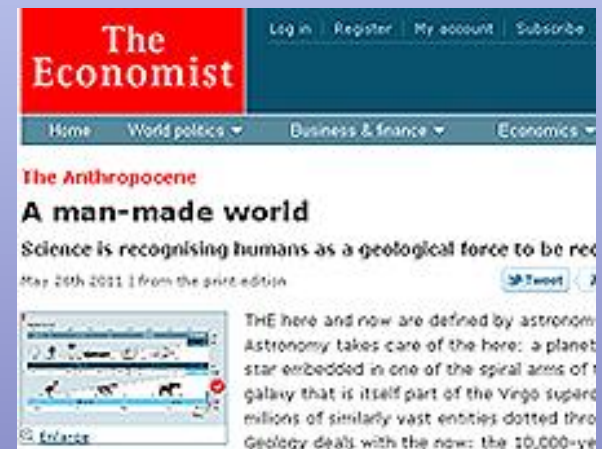 The
Economist
Log in Register My account Subscribe
Home World politics Business & finance Economics
The Anthropocene
A man-made world
Science is recognising humans as a geological force to be rec
May 26th 2011 | from the print edition
Tweet
THE here and now are defined by astronom
Astronomy takes care of the here: a planet
star embedded in one of the spiral arms of t
galaxy that is itself part of the Virgo superc
millions of similarly vast entities dotted thro
Enlarge
Geology deals with the now: the 10,000-ye